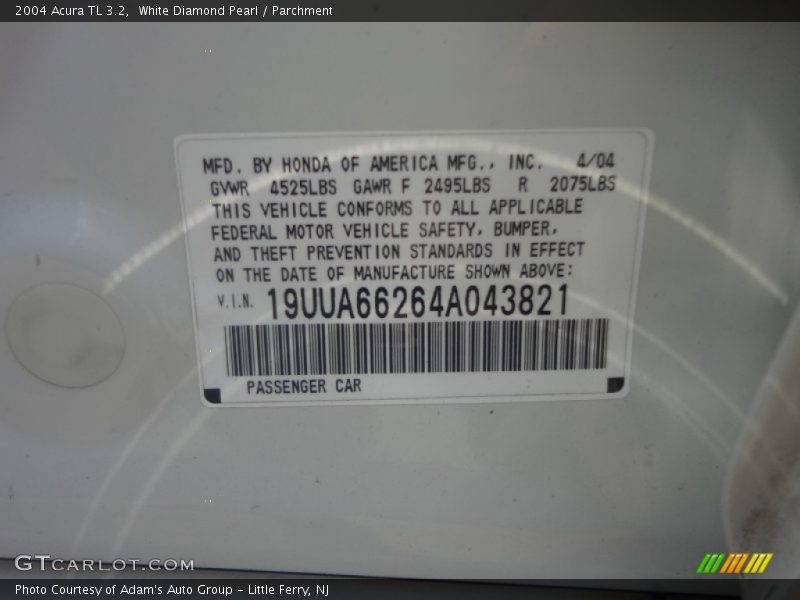 2004 Acura TL 3.2,  White Diamond Pearl / Parchment
MFD. BY HONDA OF AMERICA MFG., INC. 4/04
GVWR 4525LBS GAWR F 2495LBS R 2075LBS
THIS VEHICLE CONFORMS TO ALL APPLICABLE
FEDERAL MOTOR VEHICLE SAFETY, BUMPER,
AND THEFT PREVENTION STANDARDS IN EFFECT
ON THE DATE OF MANUFACTURE SHOWN ABOVE:
V.I.N. 19UUA66264A043821
PASSENGER CAR
GTCARLOT.COM
Photo Courtesy of Adam's Auto Group - Little Ferry, NJ